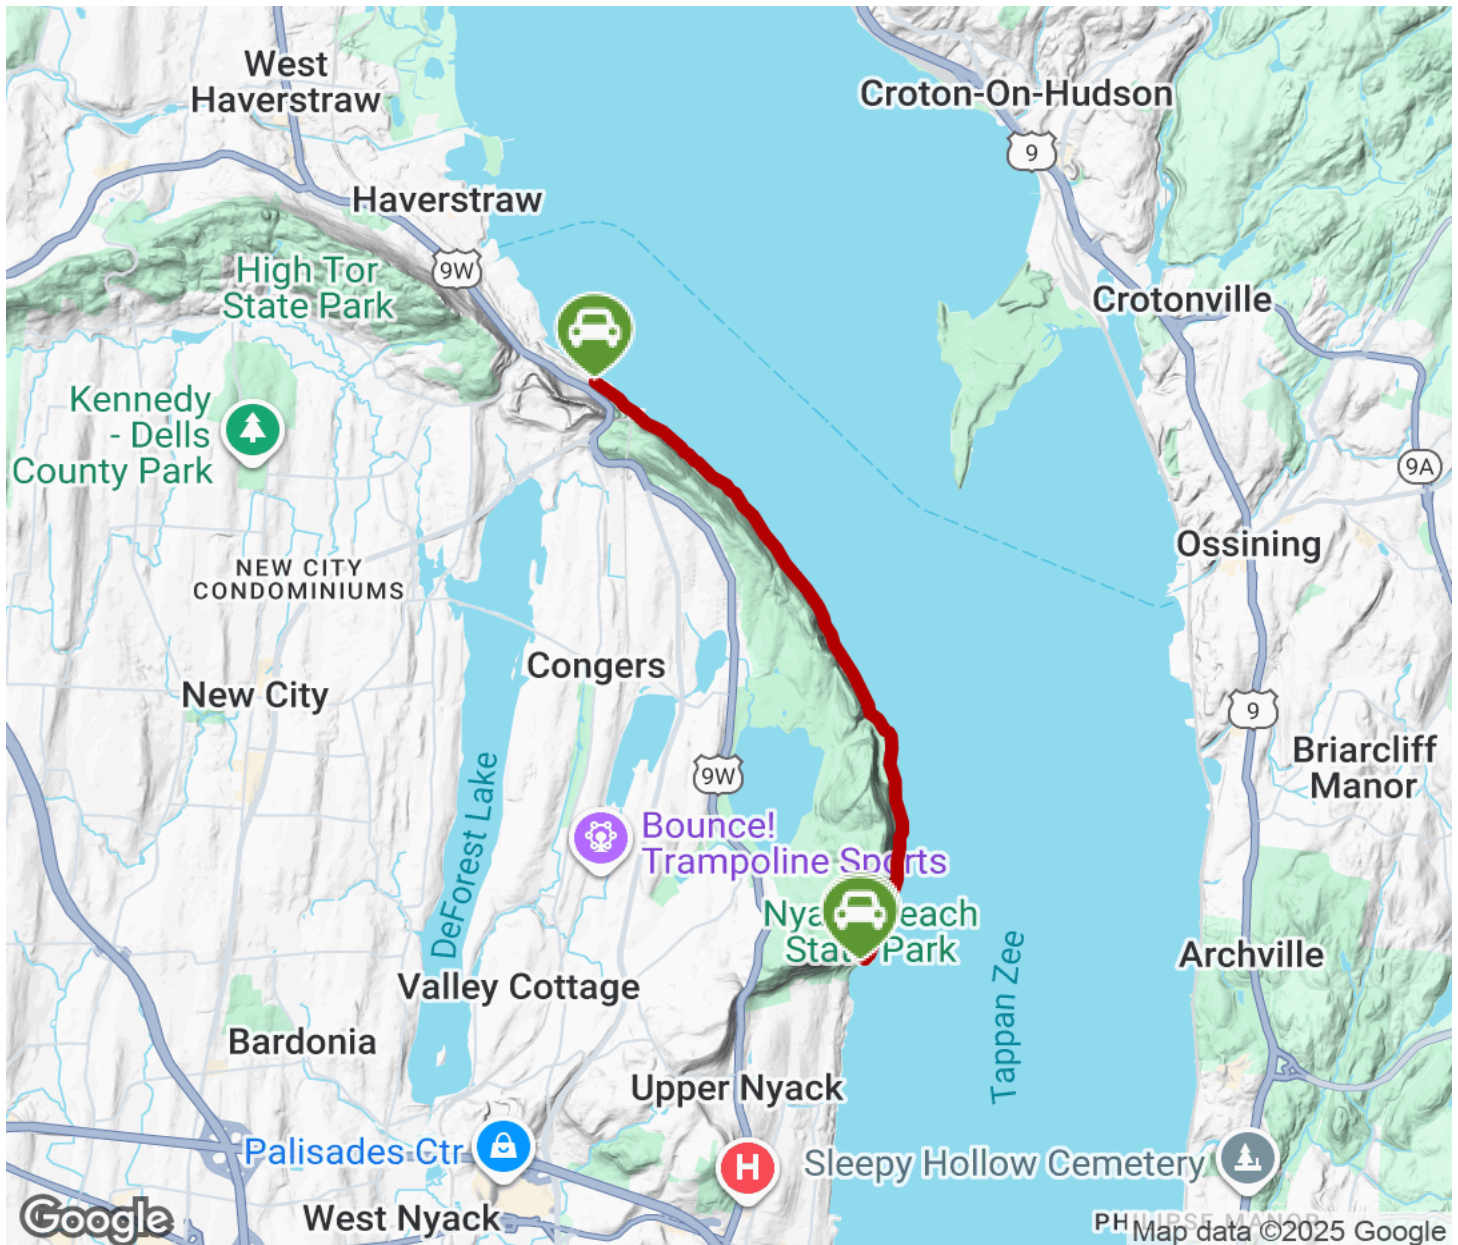 West
Haverstraw
Croton-On-Hudson
9
Haverstraw
9W
High Tor
State Park
Crotonville
Kennedy
- Dells
County Park
9A
Ossining
NEW CITY
CONDOMINIUMS
Congers
New City
9
Briarcliff
Manor
9W
DeForest Lake
Bounce!
Trampoline Sports
State Park
Archville
Tappan Zee
Valley Cottage
Bardonia
Upper Nyack
Palisades Ctr
H
Sleepy Hollow Cemetery
West Nyack
Google
Map data ©2025 Google